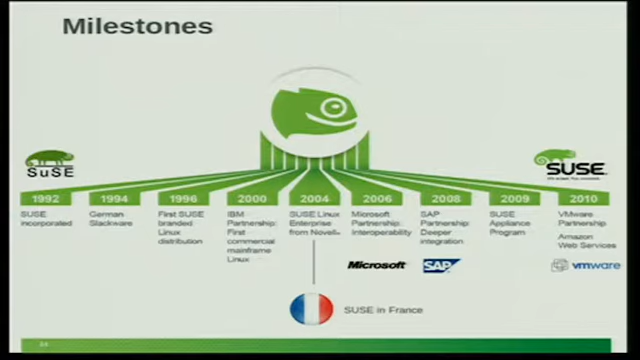 Milestones
SuSE
SUSE
1992
1994
1996
2000
2004
2006
2008
2009
2010
SUSE
incorporated
German
Slackware
First SUSE
branded
Linux
distribution
IBM
Partnership:
First
commercial
mainframe
Linux
SUSE Linux
Enterprise
from Novell
Microsoft
Partnership:
Interoperability
SAP
Partnership
Deeper
integration
SUSE
Appliance
Program
VMware
Partnership
Amazon
Web Services
Microsoft
SAP
vmware
SUSE in France